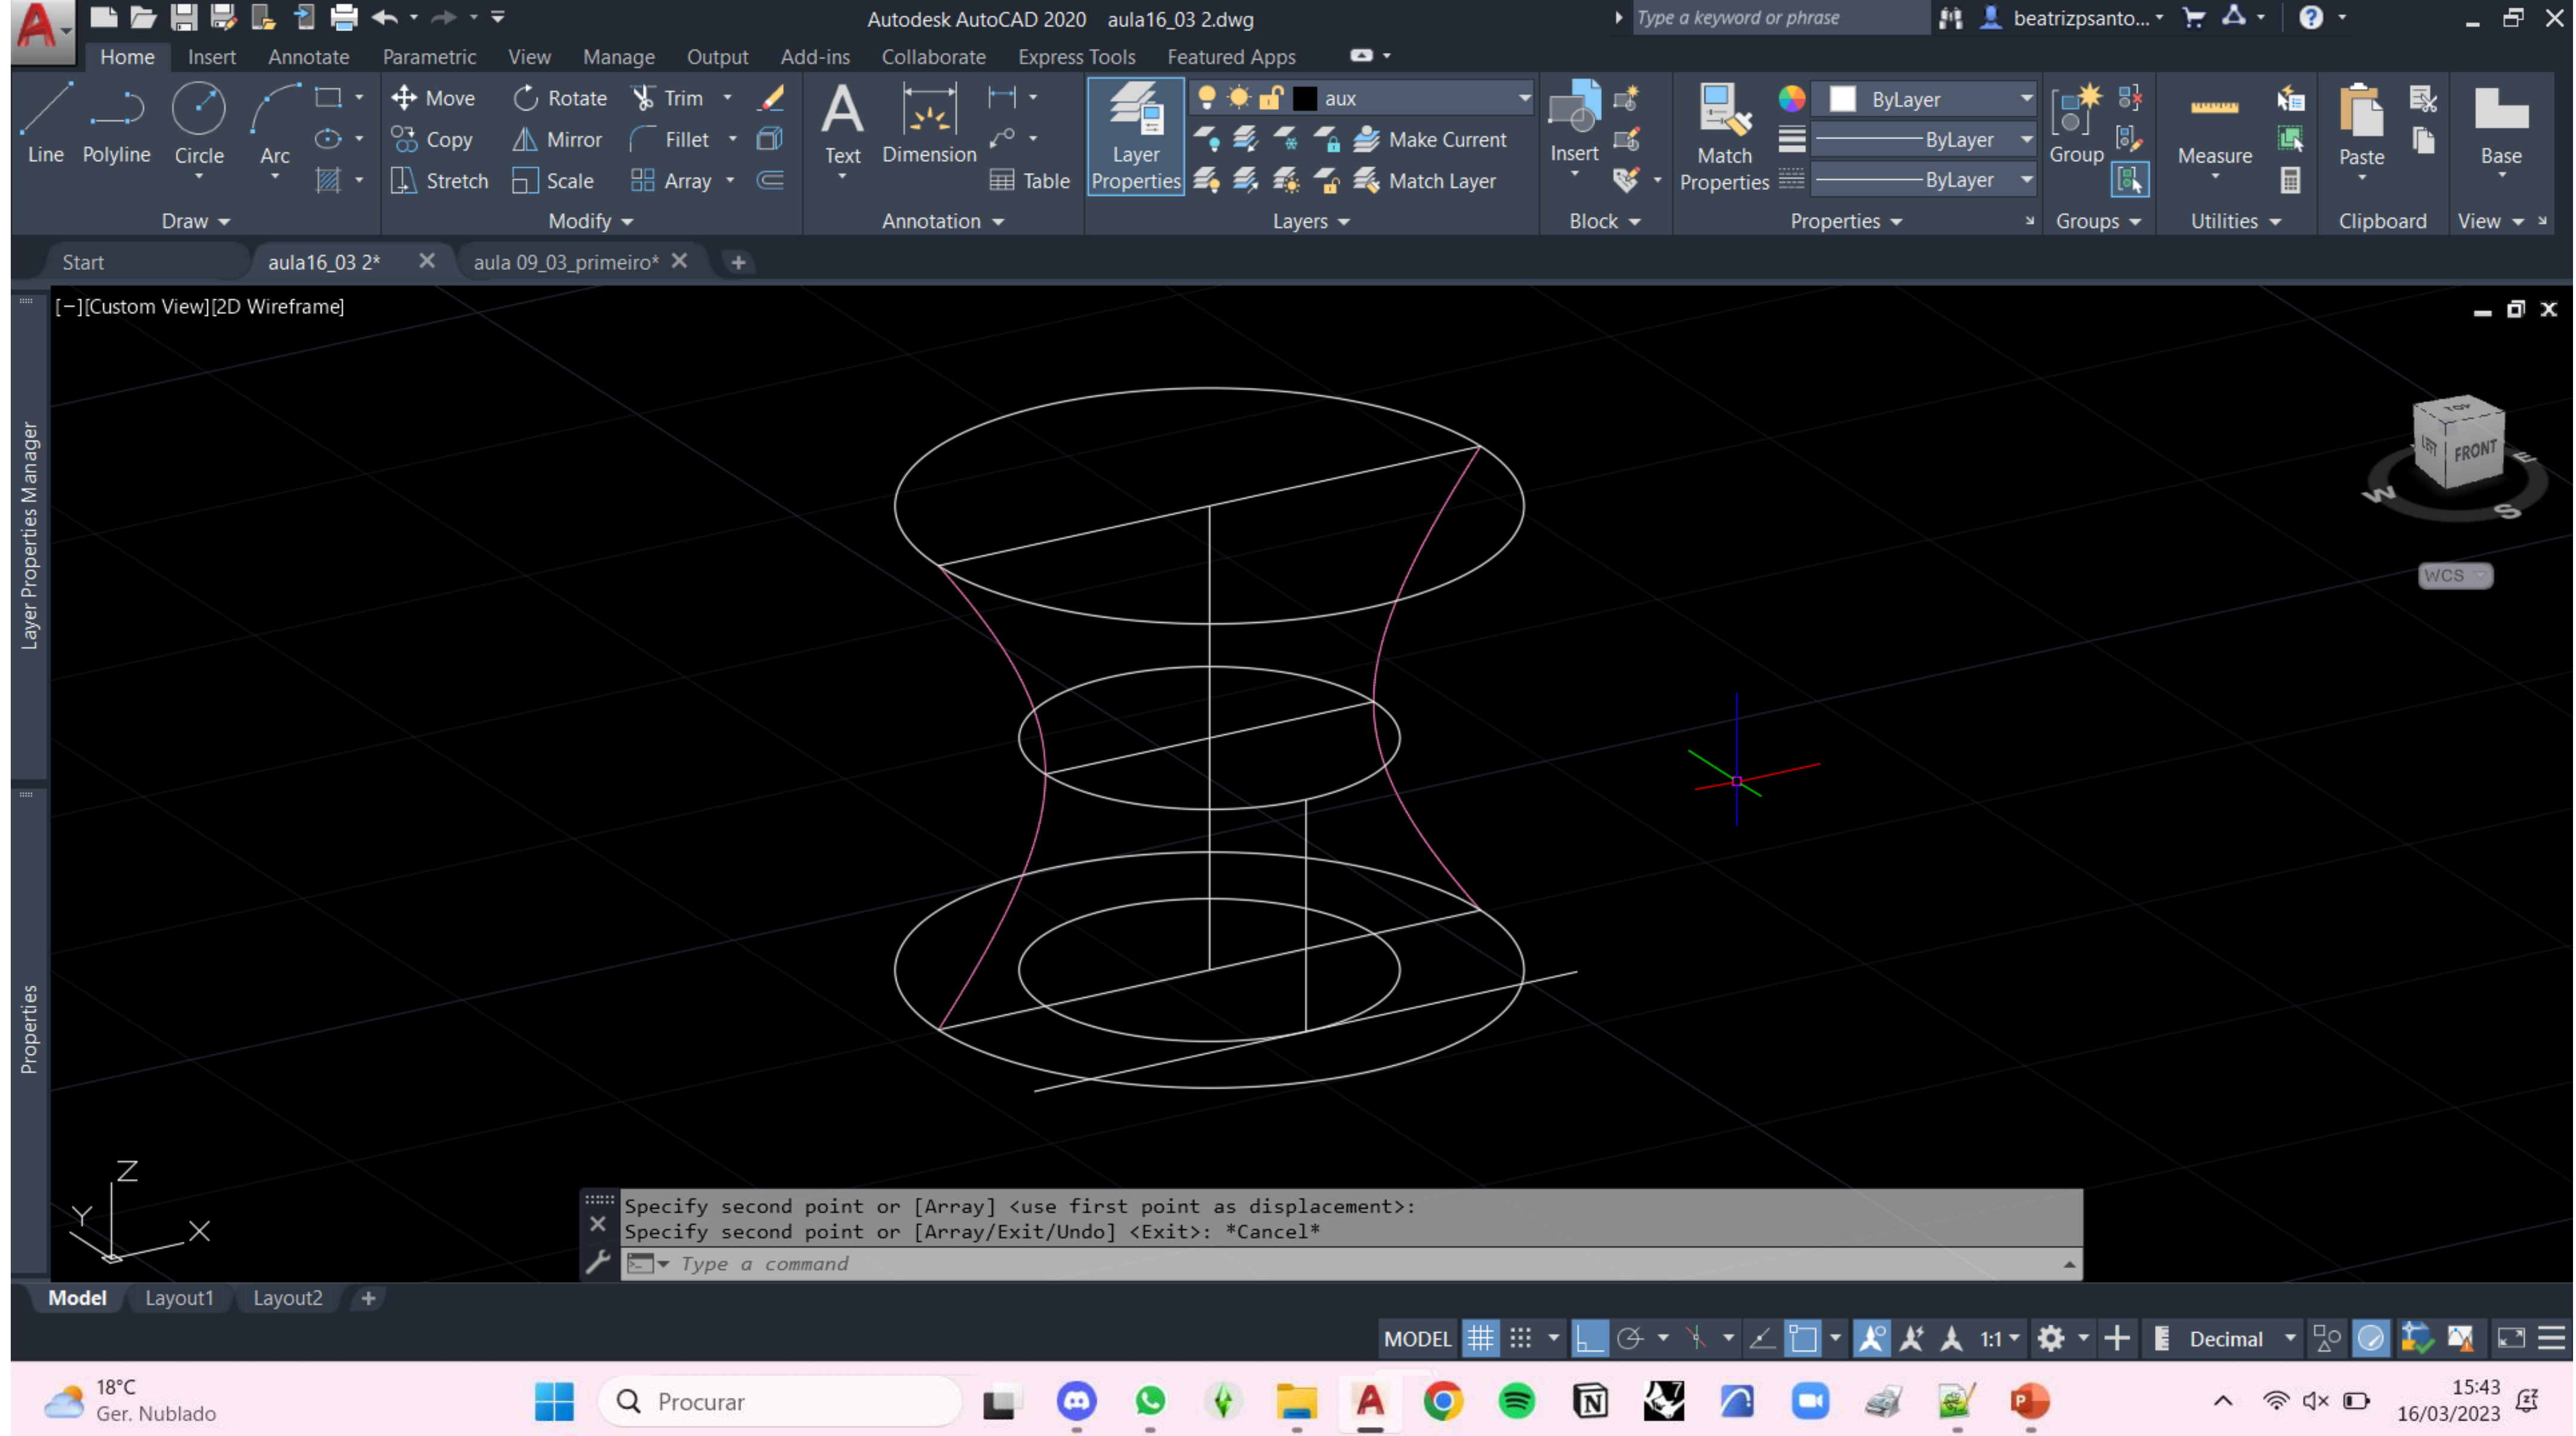 Autodesk AutoCAD 2020 aula16_03 2.dwg
Type a keyword or phrase
beatrizpsanto...
Home Insert Annotate Parametric View Manage Output Add-ins Collaborate Express Tools Featured Apps
Line Polyline Circle Arc
Move Rotate Trim
Copy Mirror Fillet
Stretch Scale Array
Text Dimension
Table
Layer Properties
aux
Make Current
Match Layer
Insert
Match Properties
ByLayer
ByLayer
ByLayer
Group
Measure
Paste
Base
Draw Modify Annotation Layers Block Properties Groups Utilities Clipboard View
Start aula16_03 2* aula 09_03_primeiro*
[−][Custom View][2D Wireframe]
Layer Properties Manager
Properties
TOP
LEFT FRONT
W S E
WCS
Z
Y
X
Specify second point or [Array] <use first point as displacement>:
Specify second point or [Array/Exit/Undo] <Exit>: *Cancel*
Type a command
Model Layout1 Layout2
MODEL 1:1 Decimal
18°C
Ger. Nublado
Procurar
15:43
16/03/2023